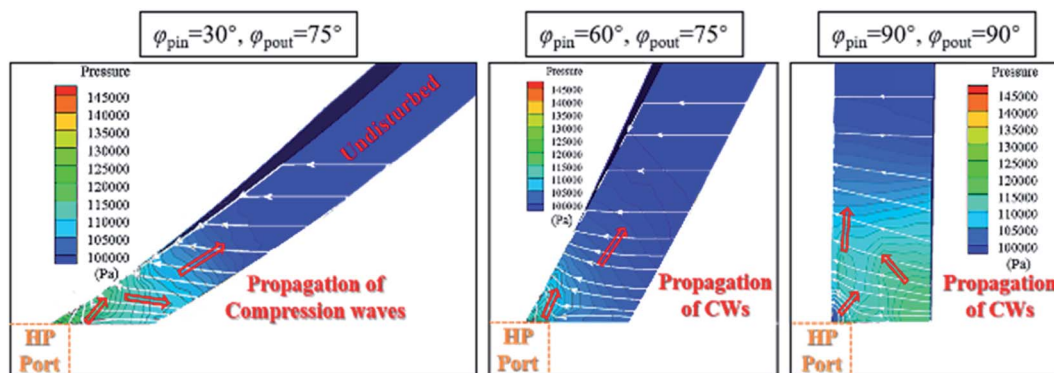 φpin=30°, φpout=75°
Pressure
145000
140000
135000
130000
125000
120000
115000
110000
105000
100000
(Pa)
Undisturbed
Propagation of
Compression waves
HP
Port
φpin=60°, φpout=75°
Pressure
145000
140000
135000
130000
125000
120000
115000
110000
105000
100000
(Pa)
Propagation
of CWs
HP
Port
φpin=90°, φpout=90°
Pressure
145000
140000
135000
130000
125000
120000
115000
110000
105000
100000
(Pa)
Propagation
of CWs
HP
Port